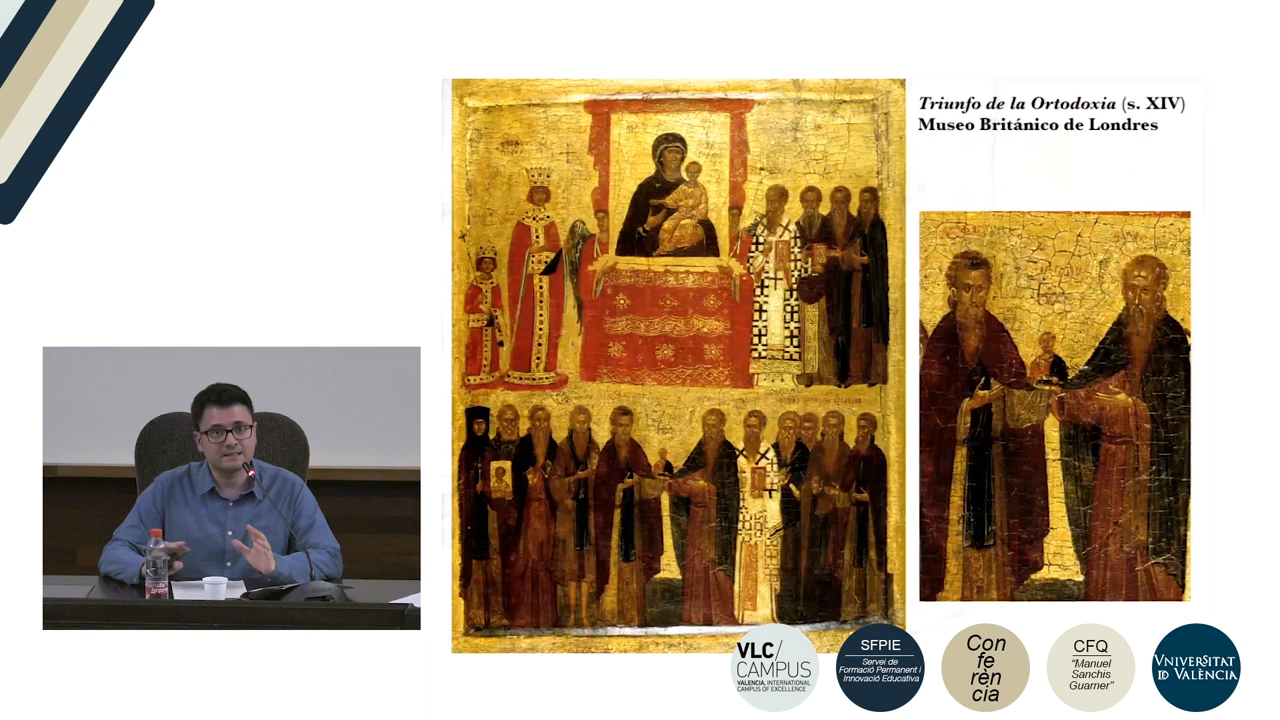 Triunfo de la Ortodoxia (s. XIV)
Museo Británico de Londres
VLC/
CAMPUS
VALENCIA, INTERNATIONAL
CAMPUS OF EXCELLENCE
SFPIE
Servei de
Formació Permanent i
Innovació Educativa
Con
fe
rèn
cia
CFQ
“Manuel
Sanchis
Guarner”
VNIVERSITAT
ID VALÈNCIA